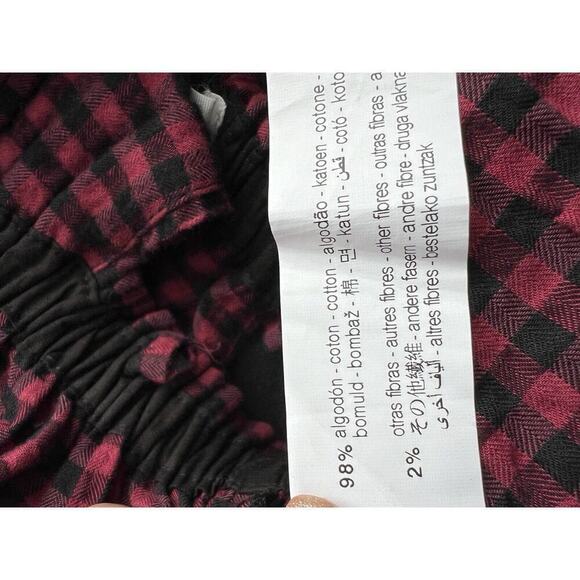 98% algodón - coton - cotton - algodão - katoen - cotone -
bomuld - bombaž - 棉 - 면 - katun - قطن - cotó - koto
otras fibras - autres fibres - other fibres - outras fibras - a
2% その他繊維 - andere fasern - andre fibre - druga vlakna
ألياف أخرى - altres fibres - bestelako zuntzak